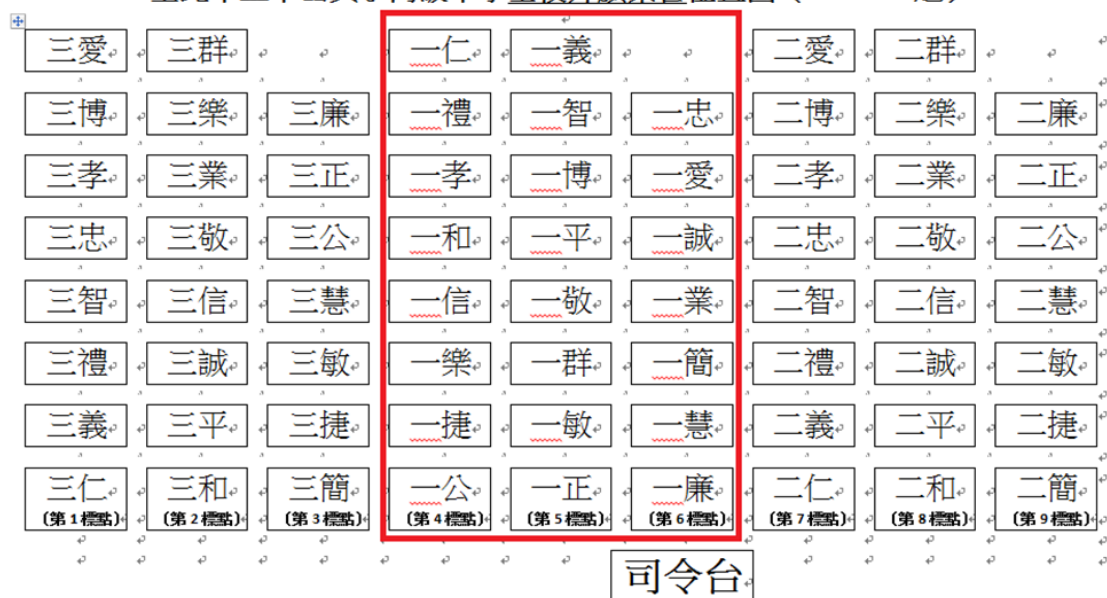 三愛 三群 一仁 一義 二愛 二群
三博 三樂 三廉 一禮 一智 一忠 二博 二樂 二廉
三孝 三業 三正 一孝 一博 一愛 二孝 二業 二正
三忠 三敬 三公 一和 一平 一誠 二忠 二敬 二公
三智 三信 三慧 一信 一敬 一業 二智 二信 二慧
三禮 三誠 三敏 一樂 一群 一簡 二禮 二誠 二敏
三義 三平 三捷 一捷 一敏 一慧 二義 二平 二捷
三仁 三和 三簡 一公 一正 一廉 二仁 二和 二簡
(第1標點) (第2標點) (第3標點) (第4標點) (第5標點) (第6標點) (第7標點) (第8標點) (第9標點)
司令台